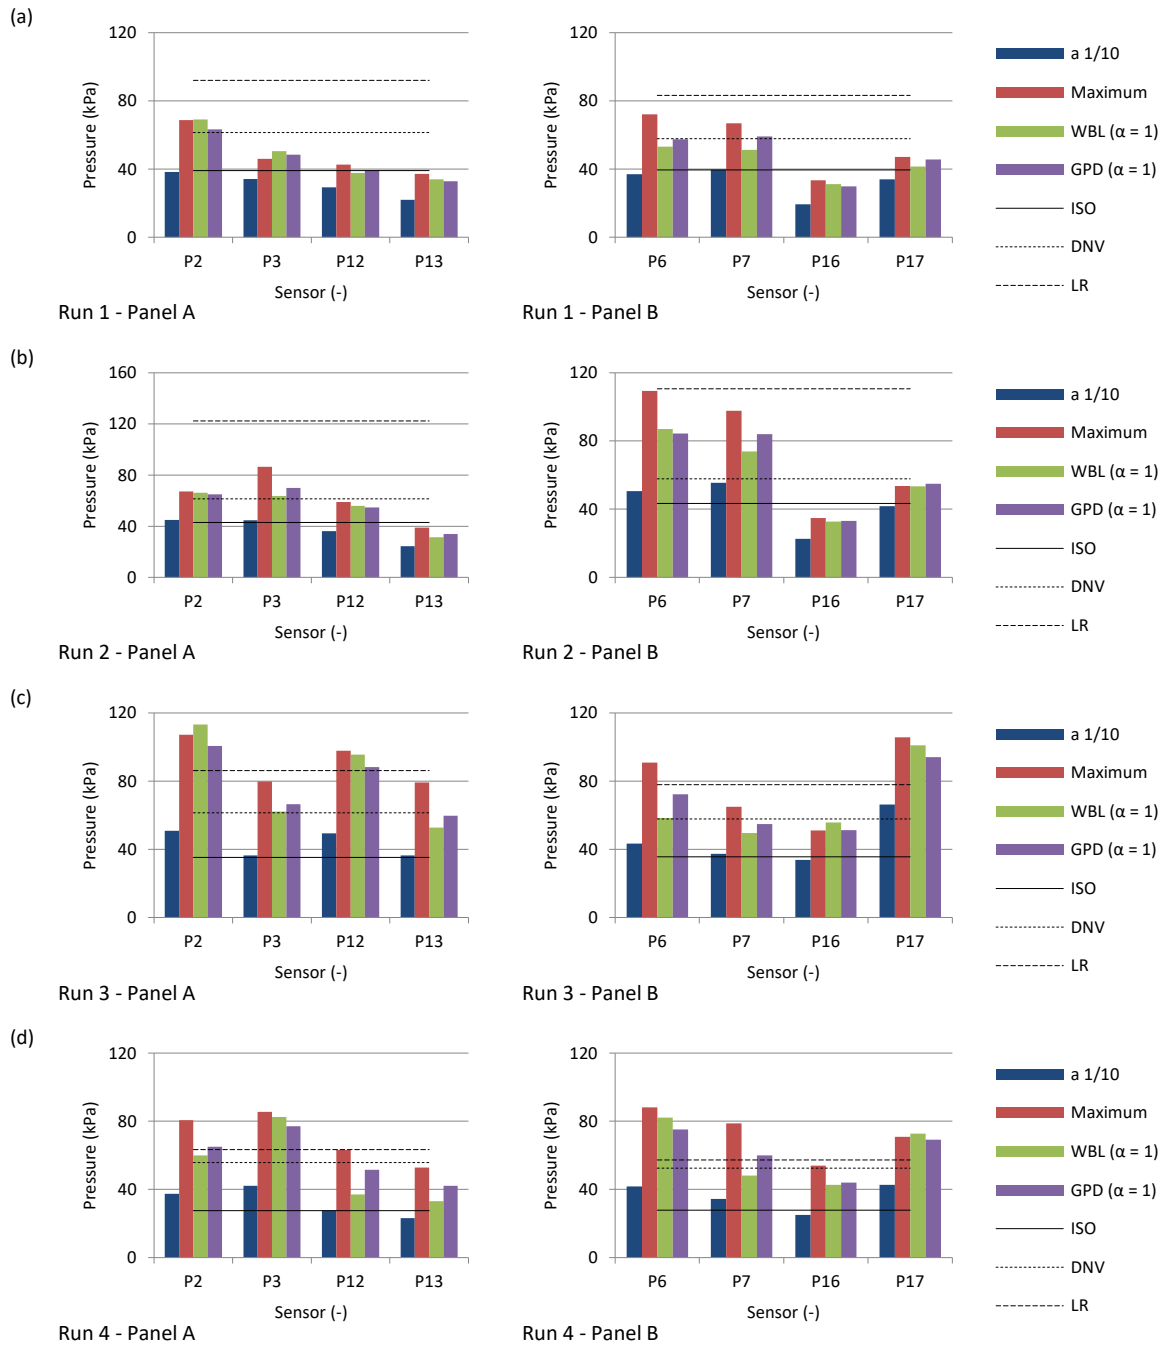 (a)
120
80
40
0
Pressure (kPa)
P2 P3 P12 P13
Sensor (-)
Run 1 - Panel A
120
80
40
0
Pressure (kPa)
P6 P7 P16 P17
Sensor (-)
Run 1 - Panel B
a 1/10
Maximum
WBL (α = 1)
GPD (α = 1)
ISO
DNV
LR
(b)
160
120
80
40
0
Pressure (kPa)
P2 P3 P12 P13
Sensor (-)
Run 2 - Panel A
120
80
40
0
Pressure (kPa)
P6 P7 P16 P17
Sensor (-)
Run 2 - Panel B
a 1/10
Maximum
WBL (α = 1)
GPD (α = 1)
ISO
DNV
LR
(c)
120
80
40
0
Pressure (kPa)
P2 P3 P12 P13
Sensor (-)
Run 3 - Panel A
120
80
40
0
Pressure (kPa)
P6 P7 P16 P17
Sensor (-)
Run 3 - Panel B
a 1/10
Maximum
WBL (α = 1)
GPD (α = 1)
ISO
DNV
LR
(d)
120
80
40
0
Pressure (kPa)
P2 P3 P12 P13
Sensor (-)
Run 4 - Panel A
120
80
40
0
Pressure (kPa)
P6 P7 P16 P17
Sensor (-)
Run 4 - Panel B
a 1/10
Maximum
WBL (α = 1)
GPD (α = 1)
ISO
DNV
LR